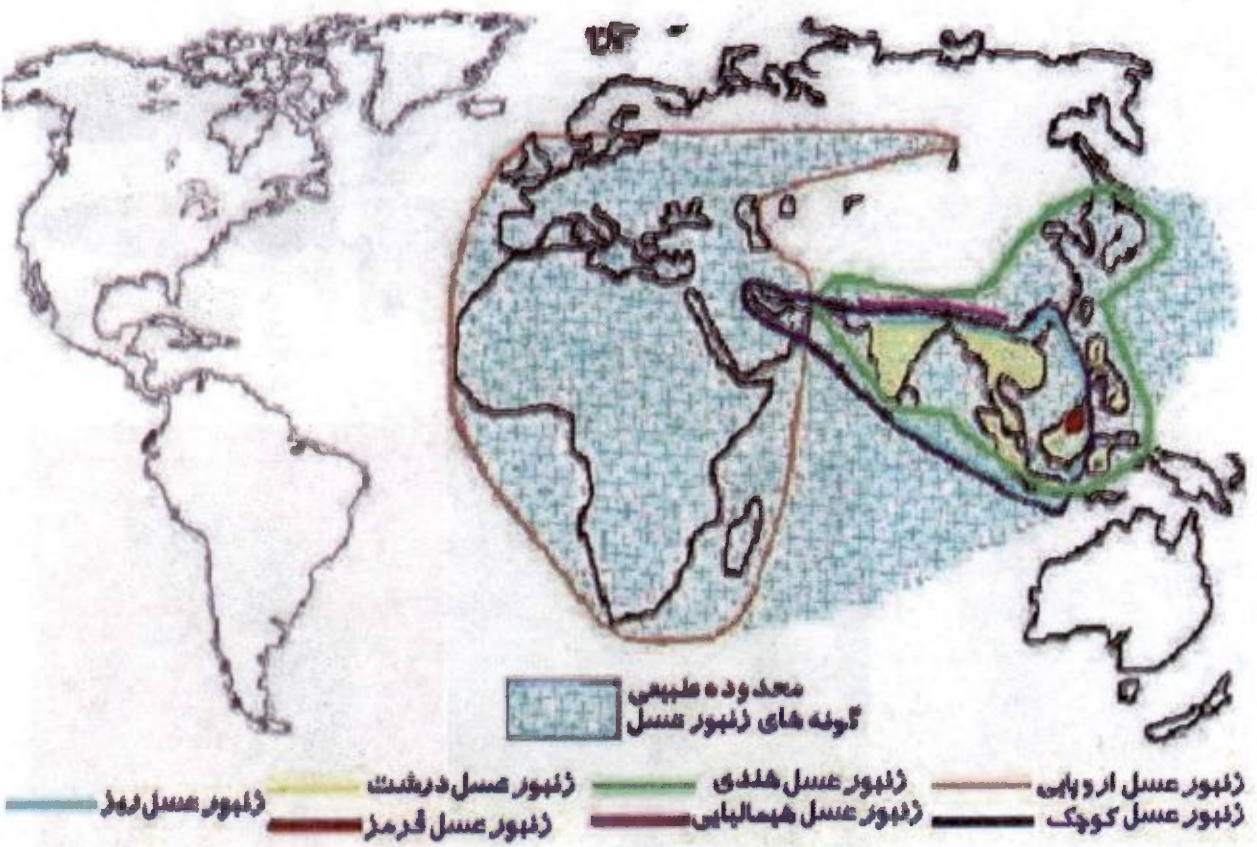 محدوده طبیعی
گونه های زنبور عسل
زنبور عسل اروپایی
زنبور عسل هندی
زنبور عسل درشت
زنبور عسل روز
زنبور عسل کوچک
زنبور عسل هیمالیایی
زنبور عسل قرمز